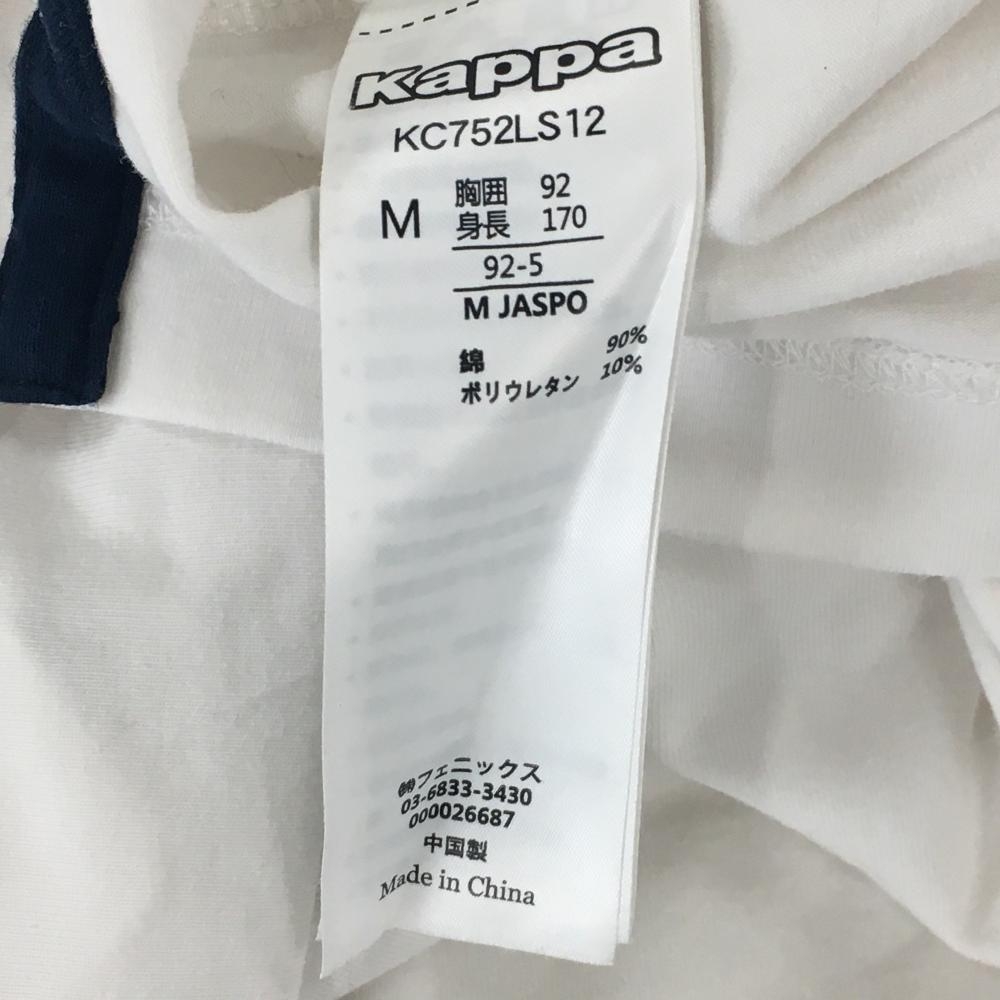 Kappa
KC752LS12
M
胸囲 92
身長 170
92-5
M JASPO
綿 90%
ポリウレタン 10%
㈱フェニックス
03-6833-3430
000026687
中国製
Made in China